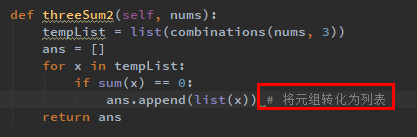 def threeSum2(self, nums):
    tempList = list(combinations(nums, 3))
    ans = []
    for x in tempList:
        if sum(x) == 0:
            ans.append(list(x)) # 将元组转化为列表
    return ans